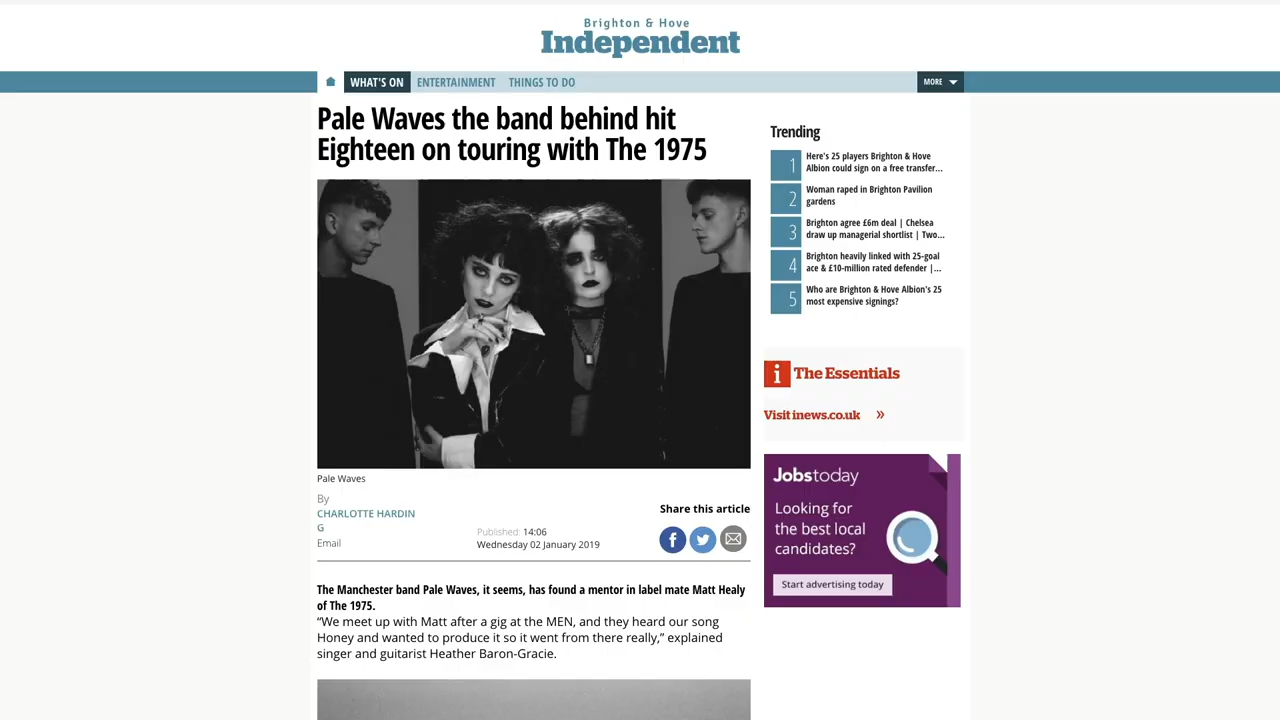 Brighton & Hove
Independent
WHAT'S ON
ENTERTAINMENT
THINGS TO DO
MORE
Pale Waves the band behind hit
Eighteen on touring with The 1975
Pale Waves
By
CHARLOTTE HARDIN
G
Email
Published: 14:06
Wednesday 02 January 2019
Share this article
The Manchester band Pale Waves, it seems, has found a mentor in label mate Matt Healy
of The 1975.
“We meet up with Matt after a gig at the MEN, and they heard our song
Honey and wanted to produce it so it went from there really,” explained
singer and guitarist Heather Baron-Gracie.
Trending
1
Here's 25 players Brighton & Hove
Albion could sign on a free transfer...
2
Woman raped in Brighton Pavilion
gardens
3
Brighton agree £6m deal | Chelsea
draw up managerial shortlist | Two...
4
Brighton heavily linked with 25-goal
ace & £10-million rated defender |...
5
Who are Brighton & Hove Albion's 25
most expensive signings?
i The Essentials
Visit inews.co.uk »
Jobstoday
Looking for
the best local
candidates?
Start advertising today